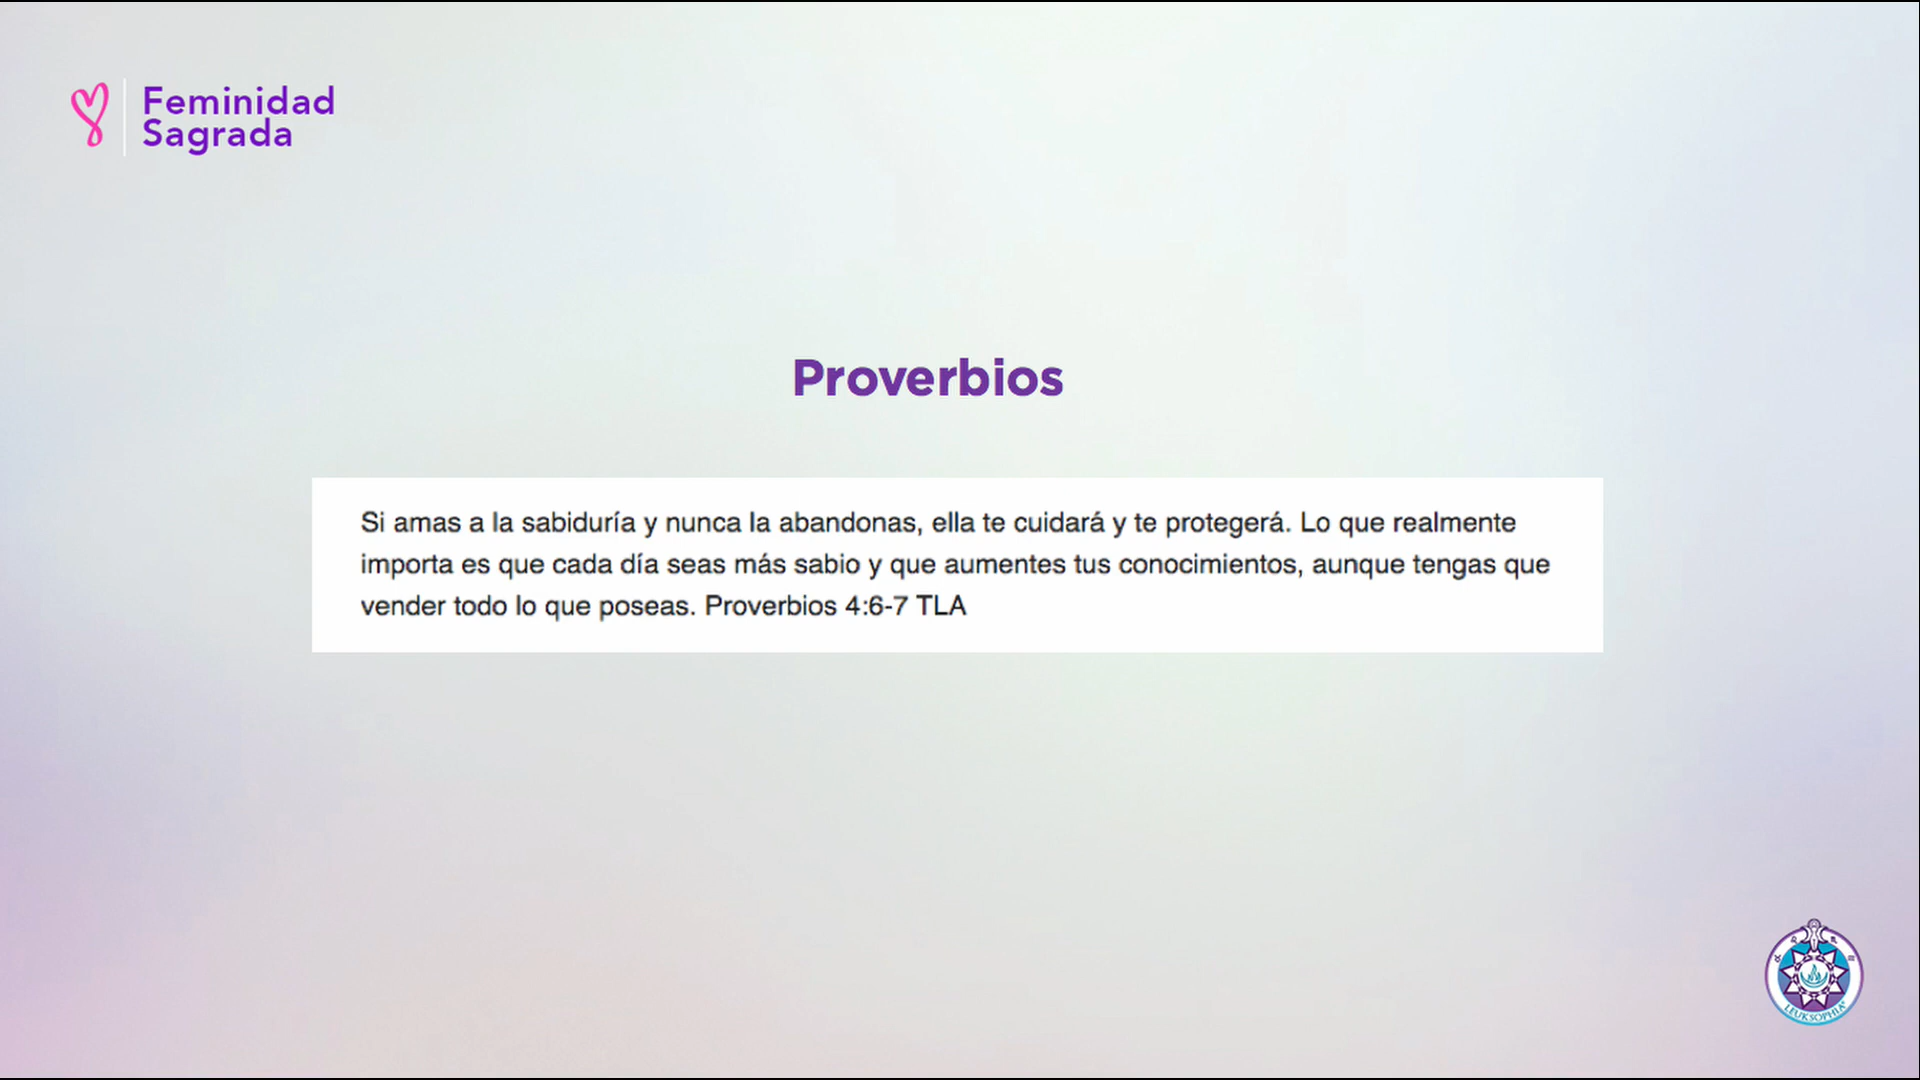 Feminidad
Sagrada
Proverbios
Si amas a la sabiduría y nunca la abandonas, ella te cuidará y te protegerá. Lo que realmente
importa es que cada día seas más sabio y que aumentes tus conocimientos, aunque tengas que
vender todo lo que poseas. Proverbios 4:6-7 TLA
LEUKSOPHIA